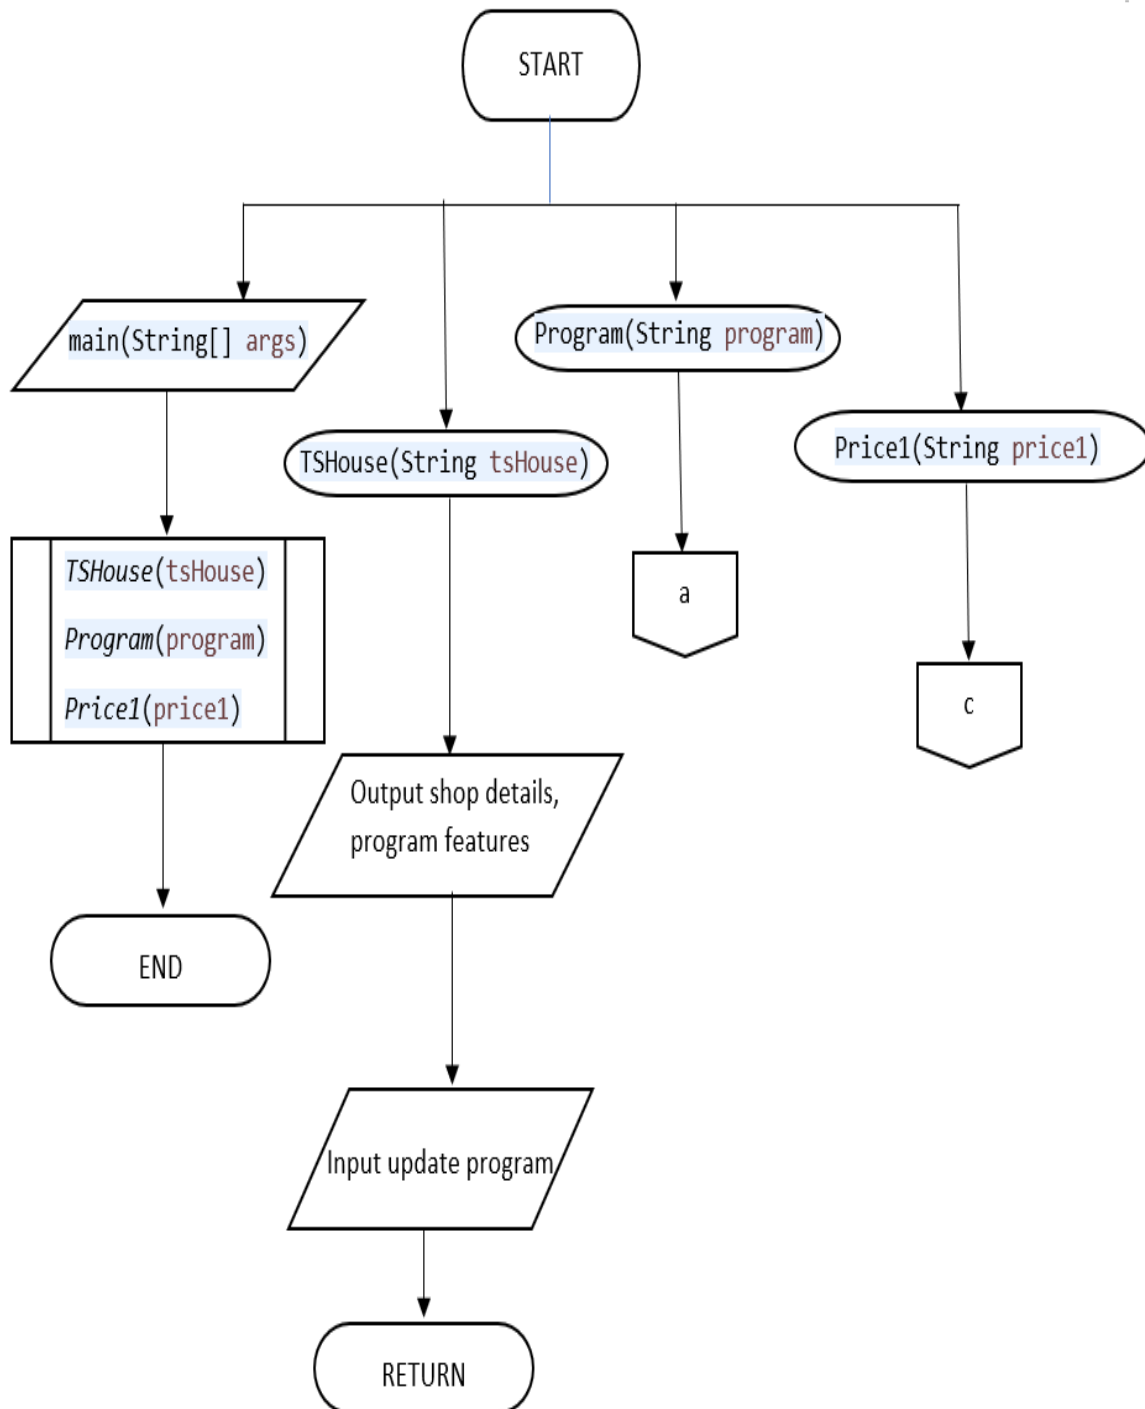 START
main(String[] args)
Program(String program)
TSHouse(String tsHouse)
Price1(String price1)
TSHouse(tsHouse)
Program(program)
Price1(price1)
a
c
Output shop details,
program features
END
Input update program
RETURN